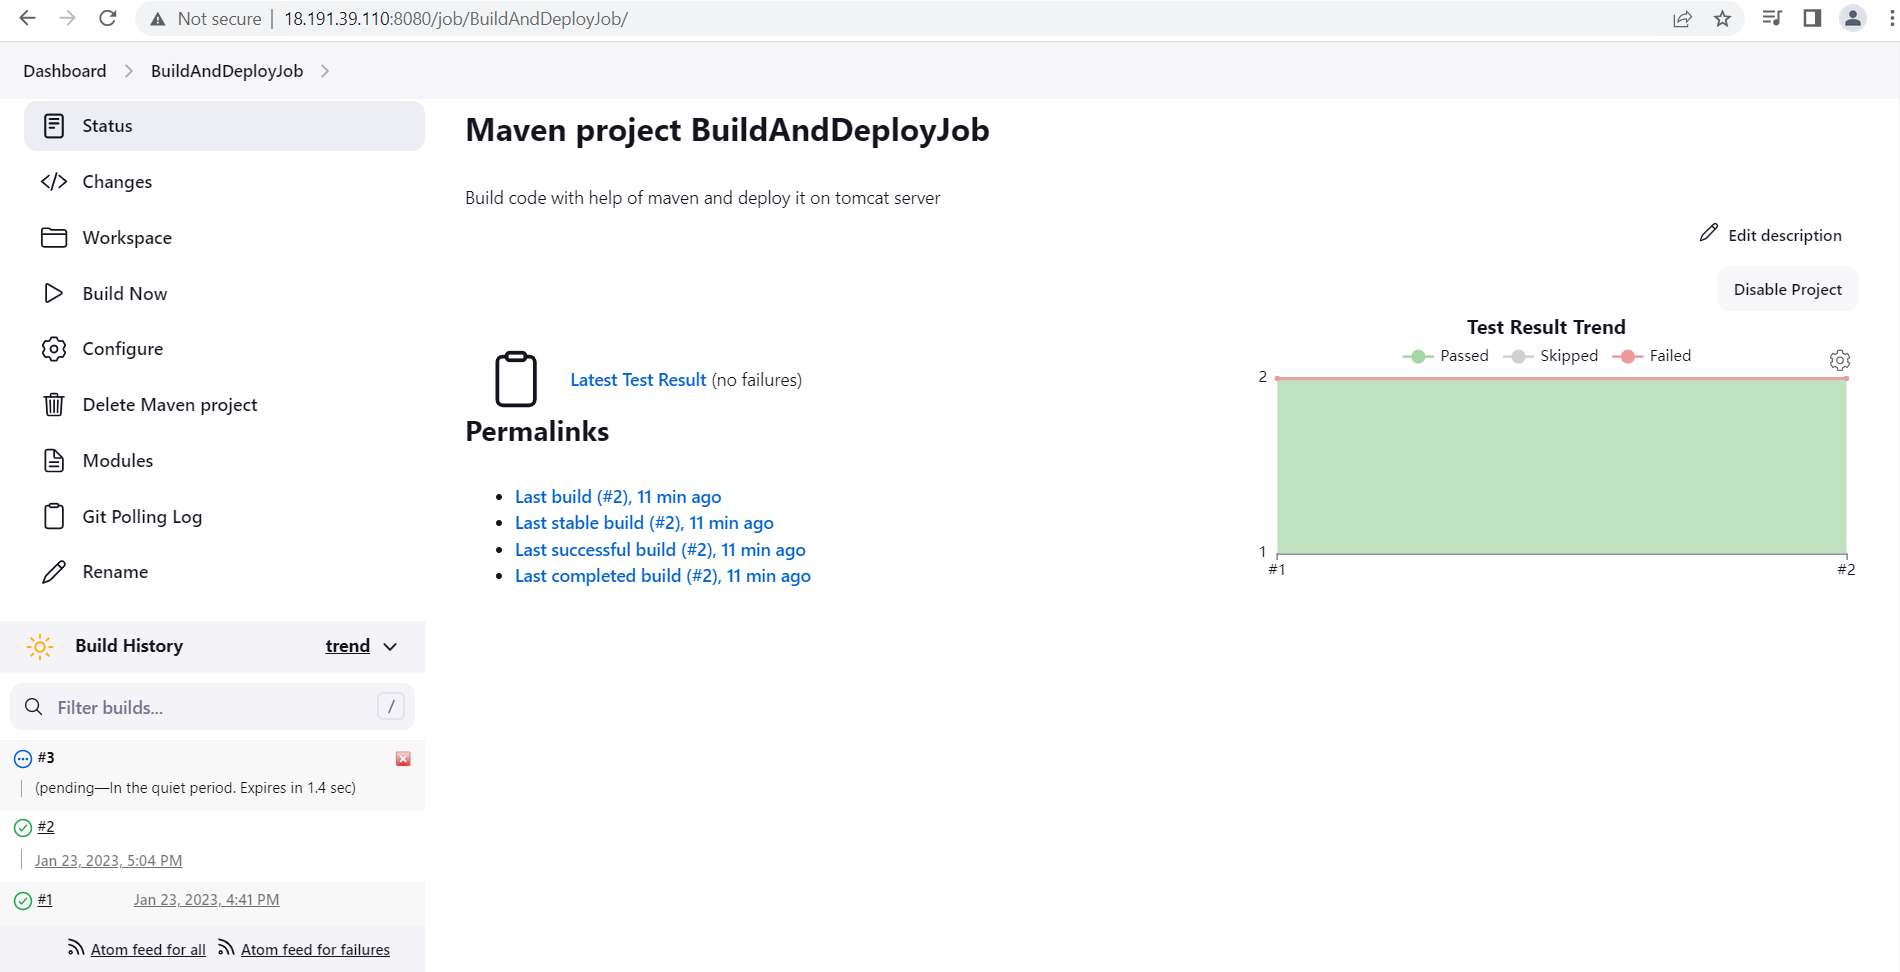 Not secure | 18.191.39.110:8080/job/BuildAndDeployJob/
Dashboard > BuildAndDeployJob >
Status
Changes
Workspace
Build Now
Configure
Delete Maven project
Modules
Git Polling Log
Rename
Build History trend
Filter builds... /
#3
(pending—In the quiet period. Expires in 1.4 sec)
#2
Jan 23, 2023, 5:04 PM
#1 Jan 23, 2023, 4:41 PM
Atom feed for all Atom feed for failures
Maven project BuildAndDeployJob
Build code with help of maven and deploy it on tomcat server
Edit description
Disable Project
Latest Test Result (no failures)
Permalinks
• Last build (#2), 11 min ago
• Last stable build (#2), 11 min ago
• Last successful build (#2), 11 min ago
• Last completed build (#2), 11 min ago
Test Result Trend
Passed Skipped Failed
2
1
#1 #2